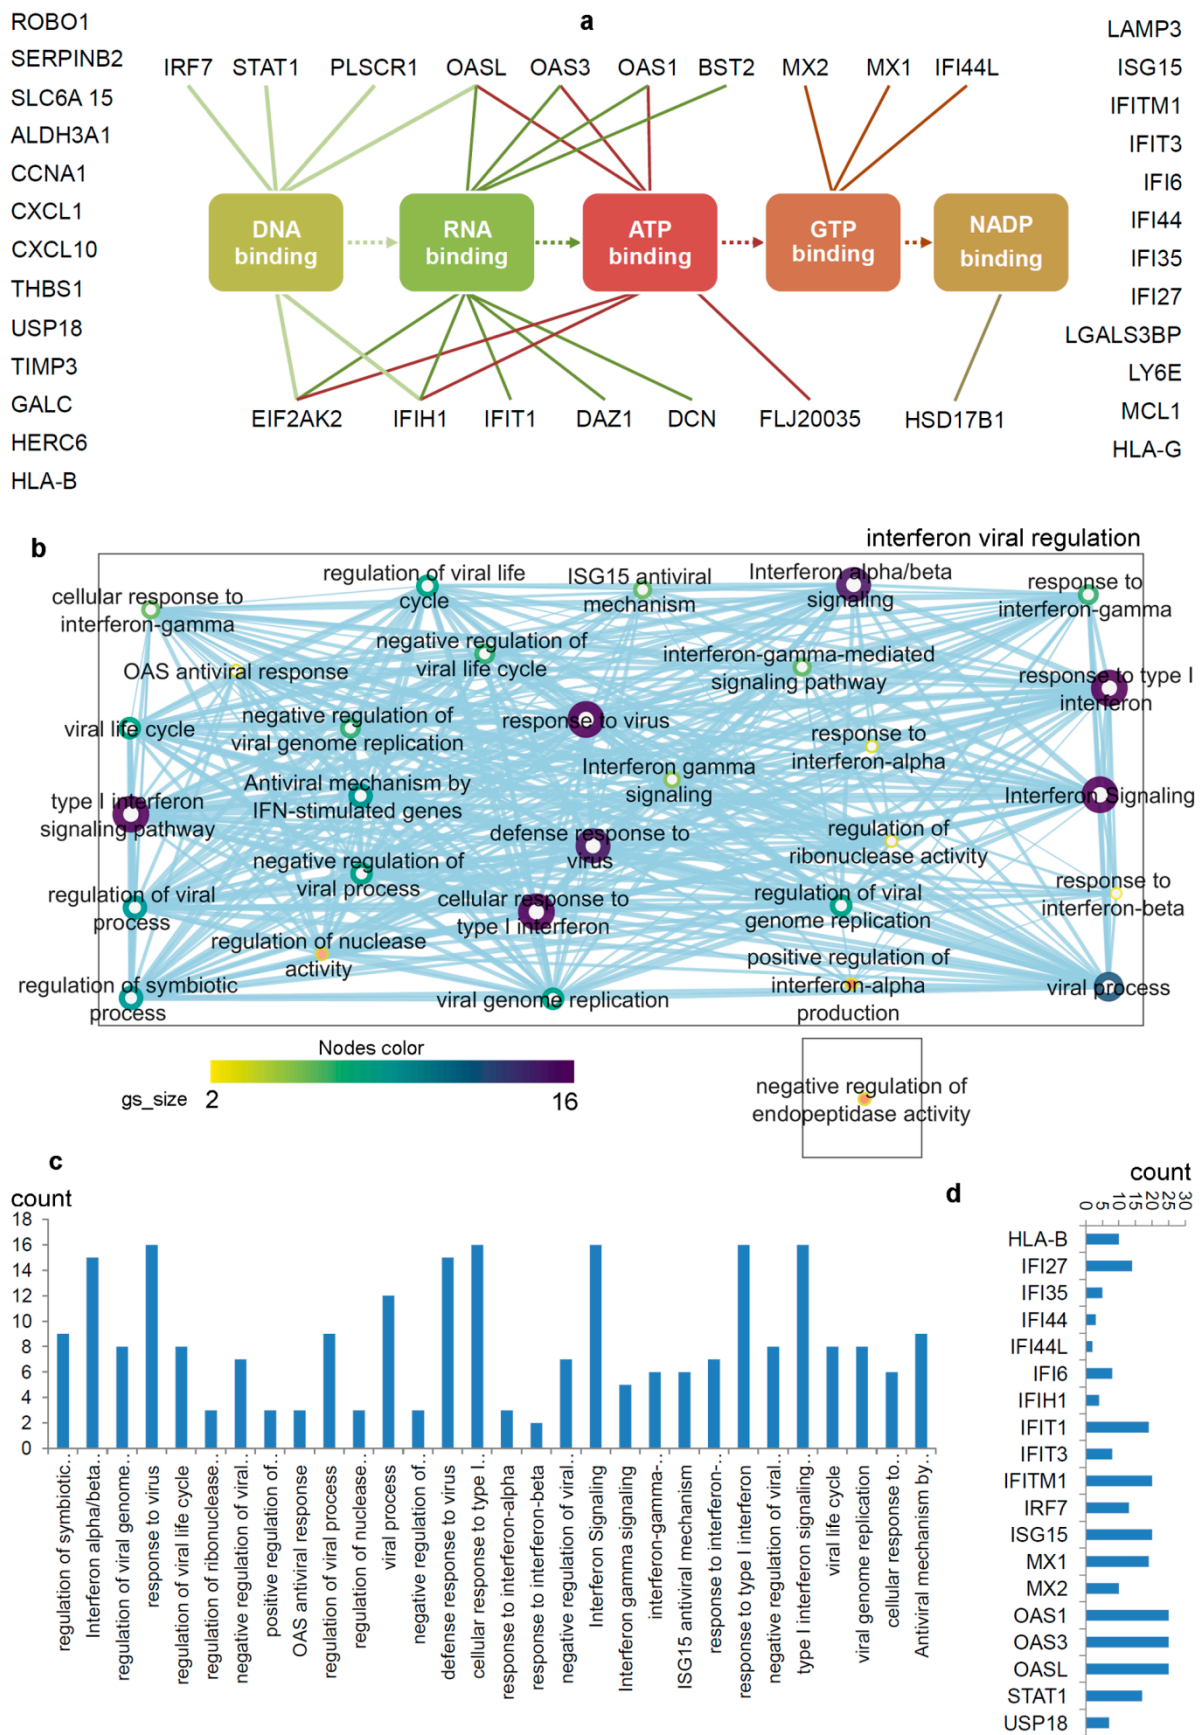 a
ROBO1
SERPINB2
SLC6A 15
ALDH3A1
CCNA1
CXCL1
CXCL10
THBS1
USP18
TIMP3
GALC
HERC6
HLA-B
IRF7 STAT1 PLSCR1 OASL OAS3 OAS1 BST2 MX2 MX1 IFI44L
DNA
binding
RNA
binding
ATP
binding
GTP
binding
NADP
binding
EIF2AK2 IFIH1 IFIT1 DAZ1 DCN FLJ20035 HSD17B1
LAMP3
ISG15
IFITM1
IFIT3
IFI6
IFI44
IFI35
IFI27
LGALS3BP
LY6E
MCL1
HLA-G
b
interferon viral regulation
cellular response to
interferon-gamma
regulation of viral life
cycle
ISG15 antiviral
mechanism
Interferon alpha/beta
signaling
response to
interferon-gamma
OAS antiviral response
negative regulation of
viral life cycle
interferon-gamma-mediated
signaling pathway
response to type I
interferon
viral life cycle
negative regulation of
viral genome replication
response to virus
response to
interferon-alpha
type I interferon
signaling pathway
Antiviral mechanism by
IFN-stimulated genes
Interferon gamma
signaling
Interferon Signaling
defense response to
virus
regulation of
ribonuclease activity
negative regulation of
viral process
regulation of viral
process
cellular response to
type I interferon
regulation of viral
genome replication
response to
interferon-beta
regulation of nuclease
activity
positive regulation of
interferon-alpha
production
regulation of symbiotic
process
viral genome replication
viral process
Nodes color
gs_size 2 16
negative regulation of
endopeptidase activity
c
count
18
16
14
12
10
8
6
4
2
0
regulation of symbiotic...
Interferon alpha/beta...
regulation of viral genome...
response to virus
regulation of viral life cycle
regulation of ribonuclease...
negative regulation of viral...
positive regulation of...
OAS antiviral response
regulation of viral process
regulation of nuclease...
viral process
negative regulation of...
defense response to virus
cellular response to type I...
response to interferon-alpha
response to interferon-beta
negative regulation of viral...
Interferon Signaling
Interferon gamma signaling
interferon-gamma-...
ISG15 antiviral mechanism
response to interferon-...
response to type I interferon
negative regulation of viral...
type I interferon signaling...
viral life cycle
viral genome replication
cellular response to...
Antiviral mechanism by...
d
count
0 5 10 15 20 25 30
HLA-B
IFI27
IFI35
IFI44
IFI44L
IFI6
IFIH1
IFIT1
IFIT3
IFITM1
IRF7
ISG15
MX1
MX2
OAS1
OAS3
OASL
STAT1
USP18